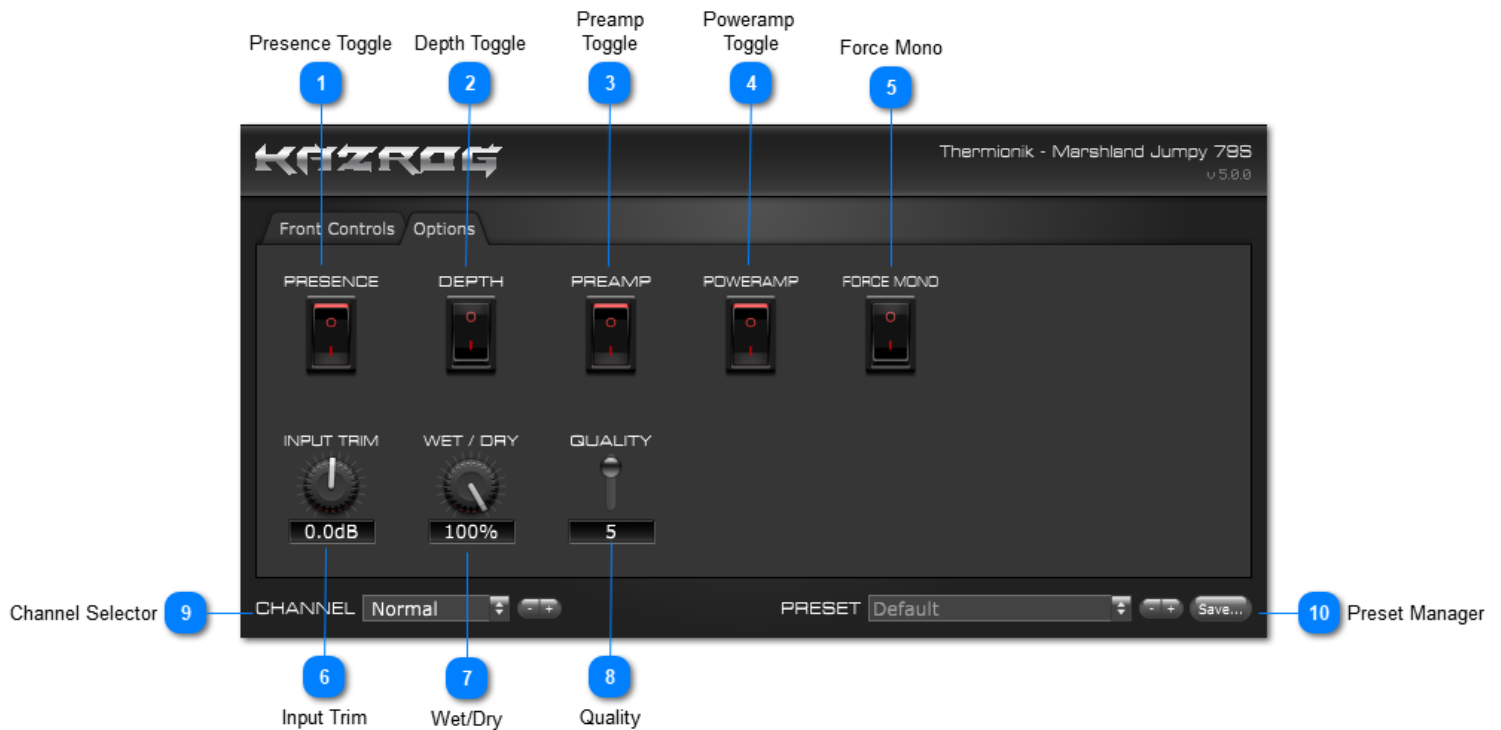 Presence Toggle
Depth Toggle
Preamp
Toggle
Poweramp
Toggle
Force Mono
1
2
3
4
5
KAZROG
Thermionik - Marshland Jumpy 79S
v 5.0.0
Front Controls
Options
PRESENCE
DEPTH
PREAMP
POWERAMP
FORCE MONO
O
I
O
I
O
I
O
I
O
I
INPUT TRIM
WET / DRY
QUALITY
0.0dB
100%
5
Channel Selector
9
CHANNEL
Normal
- +
PRESET
Default
- +
Save...
10
Preset Manager
6
7
8
Input Trim
Wet/Dry
Quality